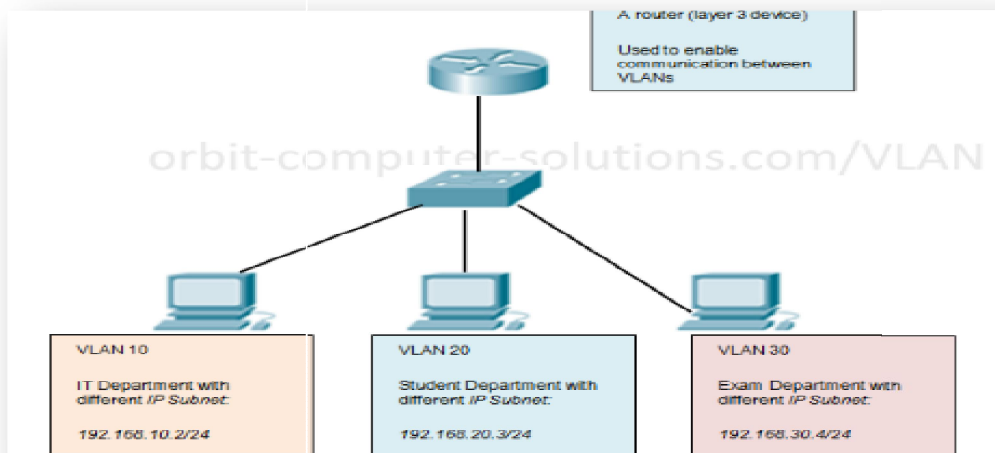 A router (layer 3 device)
Used to enable
communication between
VLANs
orbit-computer-solutions.com/VLAN
VLAN 10
IT Department with
different IP Subnet:
192.168.10.2/24
VLAN 20
Student Department with
different IP Subnet:
192.168.20.3/24
VLAN 30
Exam Department with
different IP Subnet:
192.168.30.4/24